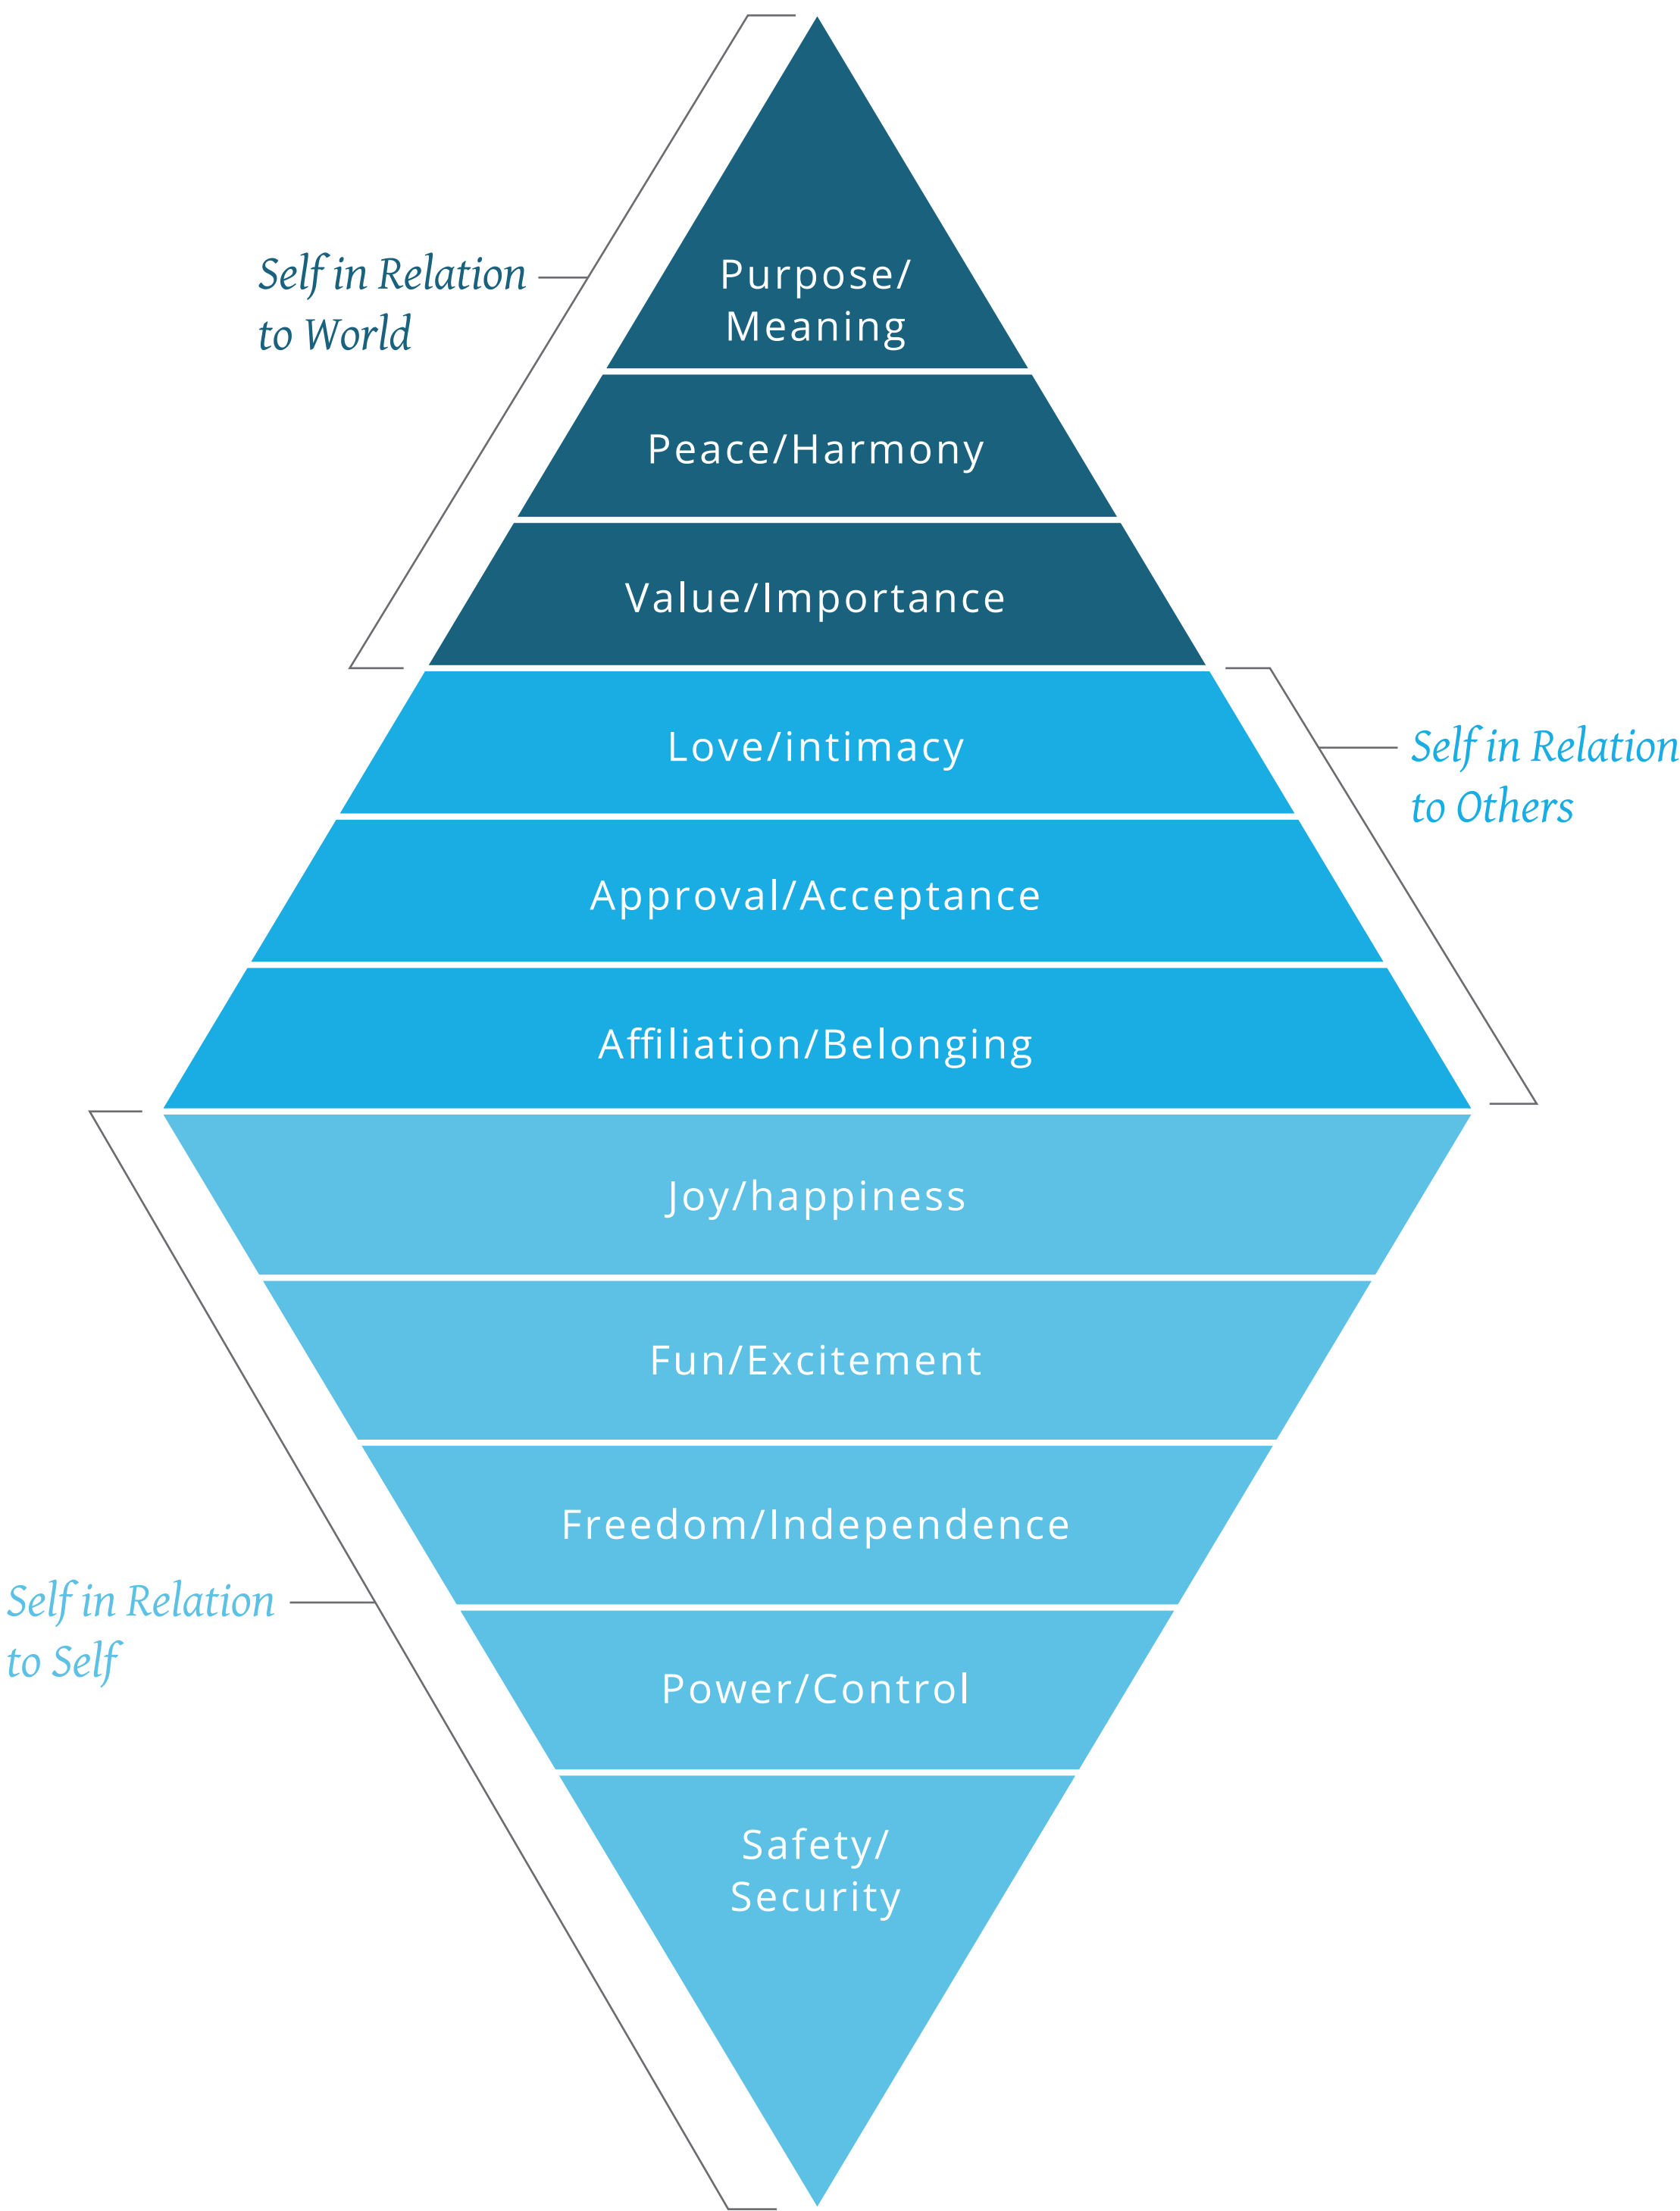 Self in Relation
to World
Purpose/
Meaning
Peace/Harmony
Value/Importance
Love/intimacy
Self in Relation
to Others
Approval/Acceptance
Affiliation/Belonging
Joy/happiness
Fun/Excitement
Freedom/Independence
Self in Relation
to Self
Power/Control
Safety/
Security